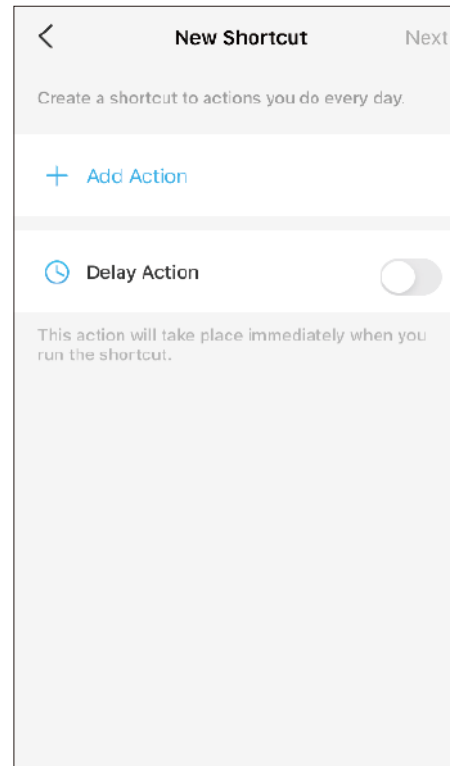 New Shortcut
Next
Create a shortcut to actions you do every day.
Add Action
Delay Action
This action will take place immediately when you
run the shortcut.